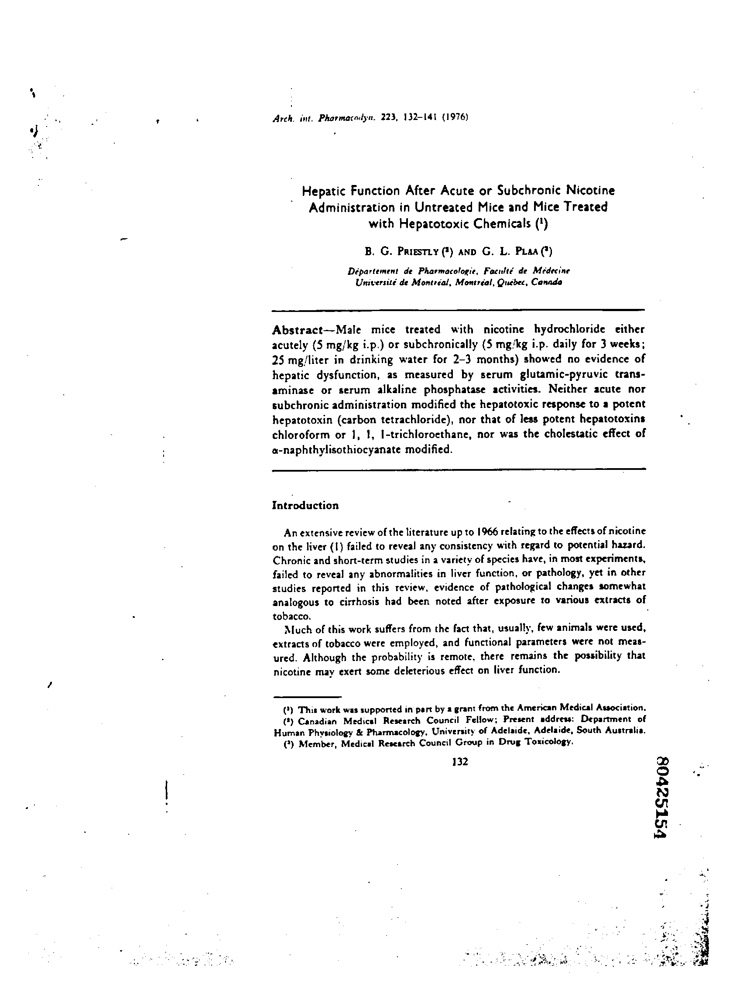 Arch. int. Pharmacodyn. 223, 132–141 (1976)
Hepatic Function After Acute or Subchronic Nicotine
Administration in Untreated Mice and Mice Treated
with Hepatotoxic Chemicals (¹)
B. G. PRIESTLY (²) AND G. L. PLAA (³)
Département de Pharmacologie, Faculté de Médecine
Université de Montréal, Montréal, Québec, Canada
Abstract—Male mice treated with nicotine hydrochloride either
acutely (5 mg/kg i.p.) or subchronically (5 mg/kg i.p. daily for 3 weeks;
25 mg/liter in drinking water for 2–3 months) showed no evidence of
hepatic dysfunction, as measured by serum glutamic-pyruvic trans-
aminase or serum alkaline phosphatase activities. Neither acute nor
subchronic administration modified the hepatotoxic response to a potent
hepatotoxin (carbon tetrachloride), nor that of less potent hepatotoxins
chloroform or 1, 1, 1-trichloroethane, nor was the cholestatic effect of
α-naphthylisothiocyanate modified.
Introduction
An extensive review of the literature up to 1966 relating to the effects of nicotine
on the liver (1) failed to reveal any consistency with regard to potential hazard.
Chronic and short-term studies in a variety of species have, in most experiments,
failed to reveal any abnormalities in liver function, or pathology, yet in other
studies reported in this review, evidence of pathological changes somewhat
analogous to cirrhosis had been noted after exposure to various extracts of
tobacco.
Much of this work suffers from the fact that, usually, few animals were used,
extracts of tobacco were employed, and functional parameters were not meas-
ured. Although the probability is remote, there remains the possibility that
nicotine may exert some deleterious effect on liver function.
(¹) This work was supported in part by a grant from the American Medical Association.
(²) Canadian Medical Research Council Fellow; Present address: Department of
Human Physiology & Pharmacology, University of Adelaide, Adelaide, South Australia.
(³) Member, Medical Research Council Group in Drug Toxicology.
132
80425154